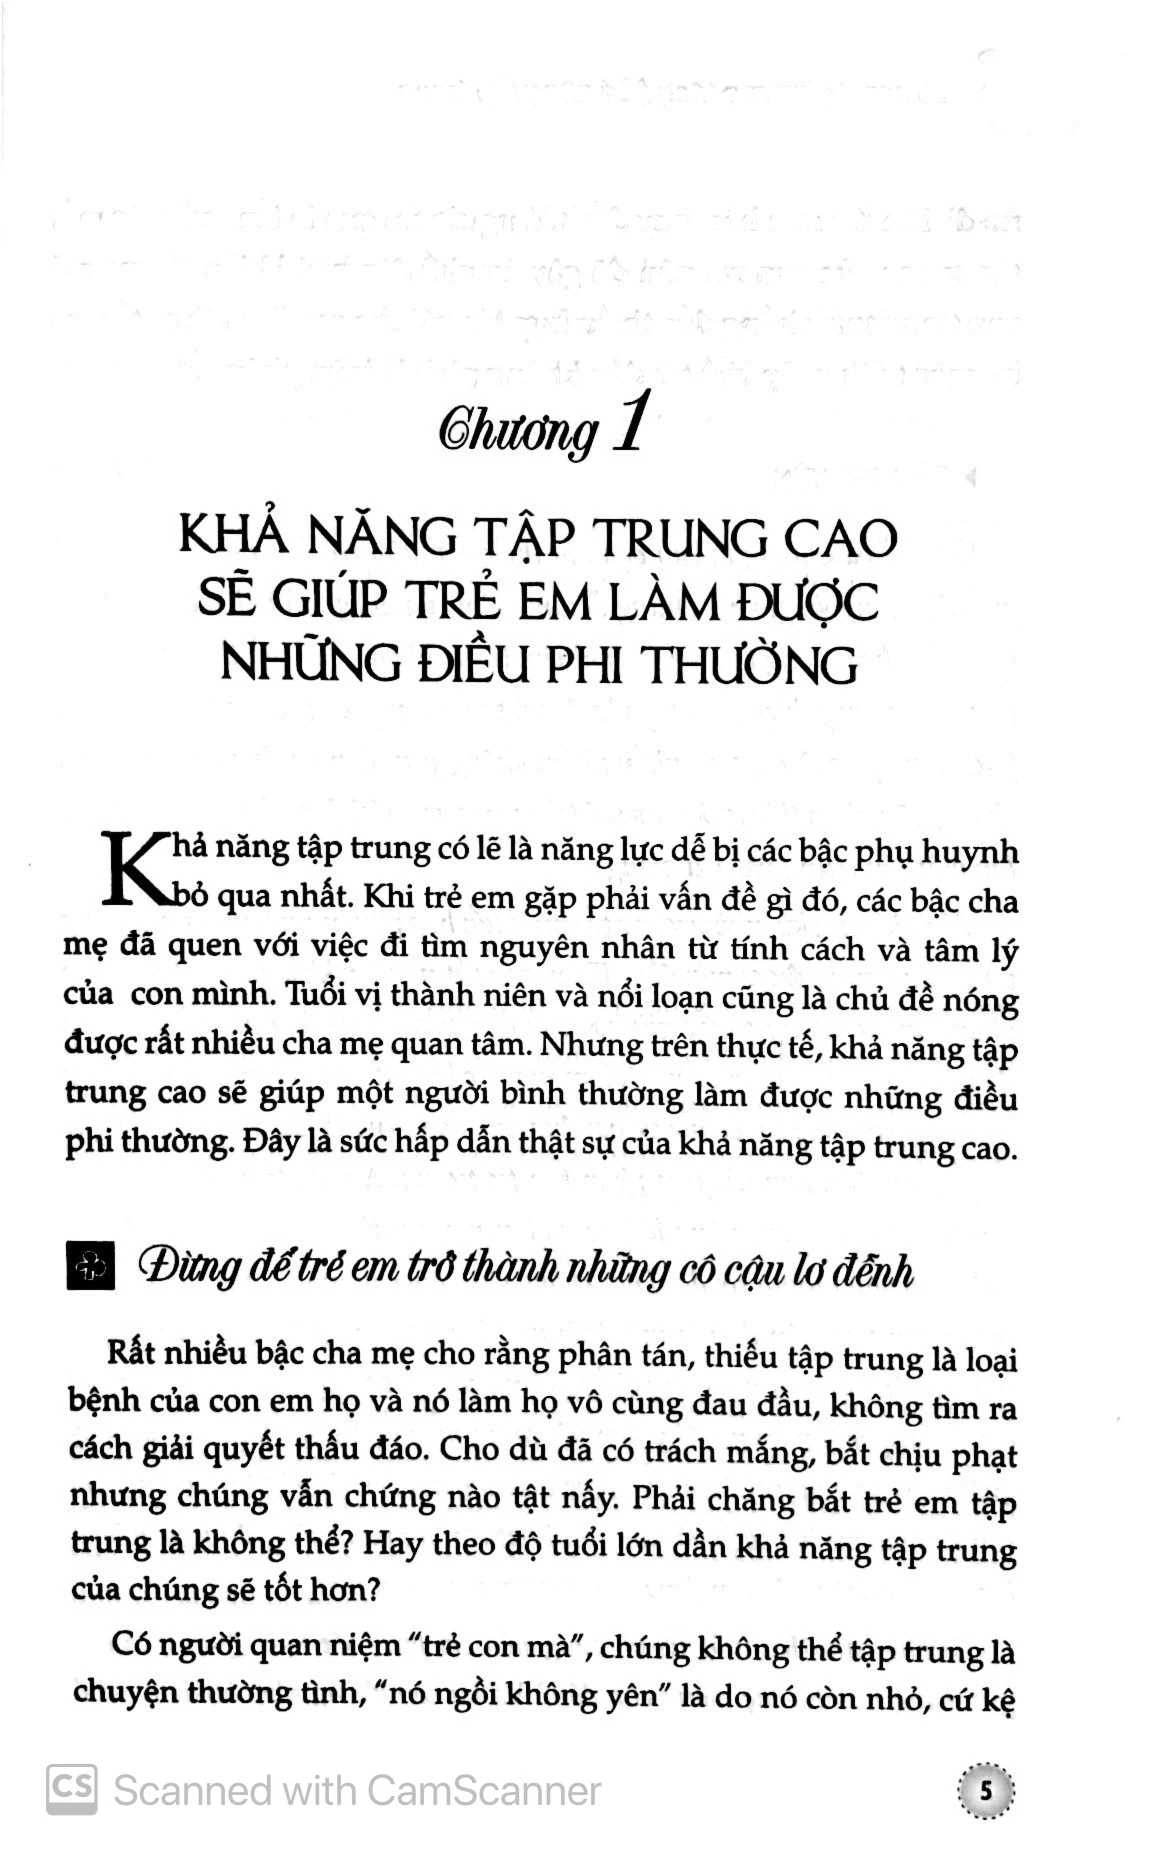 Chương 1
KHẢ NĂNG TẬP TRUNG CAO
SẼ GIÚP TRẺ EM LÀM ĐƯỢC
NHỮNG ĐIỀU PHI THƯỜNG
Khả năng tập trung có lẽ là năng lực dễ bị các bậc phụ huynh
bỏ qua nhất. Khi trẻ em gặp phải vấn đề gì đó, các bậc cha
mẹ đã quen với việc đi tìm nguyên nhân từ tính cách và tâm lý
của con mình. Tuổi vị thành niên và nổi loạn cũng là chủ đề nóng
được rất nhiều cha mẹ quan tâm. Nhưng trên thực tế, khả năng tập
trung cao sẽ giúp một người bình thường làm được những điều
phi thường. Đây là sức hấp dẫn thật sự của khả năng tập trung cao.
Đừng để trẻ em trở thành những cô cậu lơ đễnh
Rất nhiều bậc cha mẹ cho rằng phân tán, thiếu tập trung là loại
bệnh của con em họ và nó làm họ vô cùng đau đầu, không tìm ra
cách giải quyết thấu đáo. Cho dù đã có trách mắng, bắt chịu phạt
nhưng chúng vẫn chứng nào tật nấy. Phải chăng bắt trẻ em tập
trung là không thể? Hay theo độ tuổi lớn dần khả năng tập trung
của chúng sẽ tốt hơn?
Có người quan niệm "trẻ con mà", chúng không thể tập trung là
chuyện thường tình, "nó ngồi không yên" là do nó còn nhỏ, cứ kệ
CS Scanned with CamScanner
5